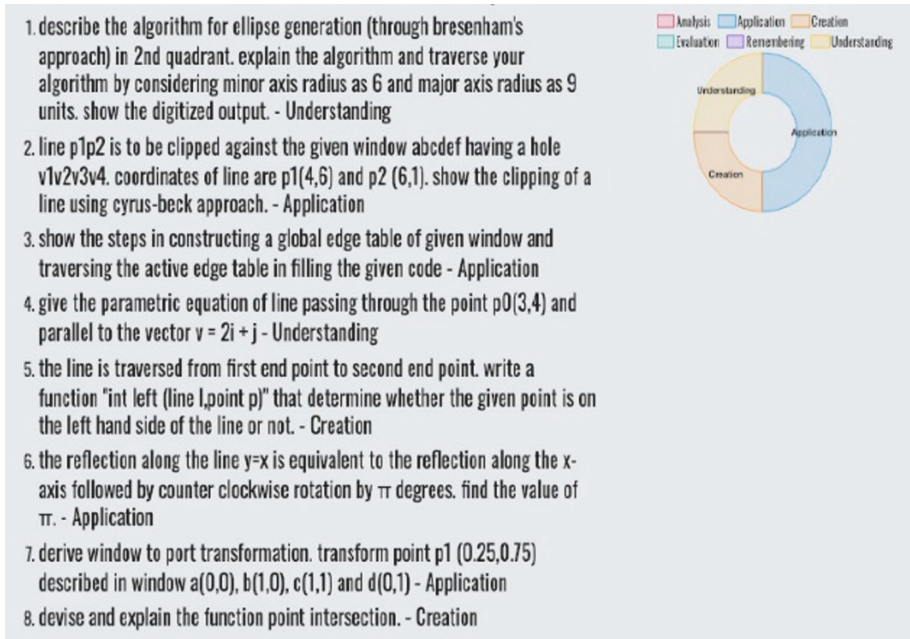 1. describe the algorithm for ellipse generation (through bresenham's
approach) in 2nd quadrant. explain the algorithm and traverse your
algorithm by considering minor axis radius as 6 and major axis radius as 9
units. show the digitized output. - Understanding
2. line p1p2 is to be clipped against the given window abcdef having a hole
v1v2v3v4. coordinates of line are p1(4,6) and p2 (6,1). show the clipping of a
line using cyrus-beck approach. - Application
3. show the steps in constructing a global edge table of given window and
traversing the active edge table in filling the given code - Application
4. give the parametric equation of line passing through the point p0(3,4) and
parallel to the vector v = 2i + j - Understanding
5. the line is traversed from first end point to second end point. write a
function "int left (line l,point p)" that determine whether the given point is on
the left hand side of the line or not. - Creation
6. the reflection along the line y=x is equivalent to the reflection along the x-
axis followed by counter clockwise rotation by π degrees. find the value of
π. - Application
7. derive window to port transformation. transform point p1 (0.25,0.75)
described in window a(0,0), b(1,0), c(1,1) and d(0,1) - Application
8. devise and explain the function point intersection. - Creation
Analysis Application Creation
Evaluation Remembering Understanding
Understanding
Application
Creation